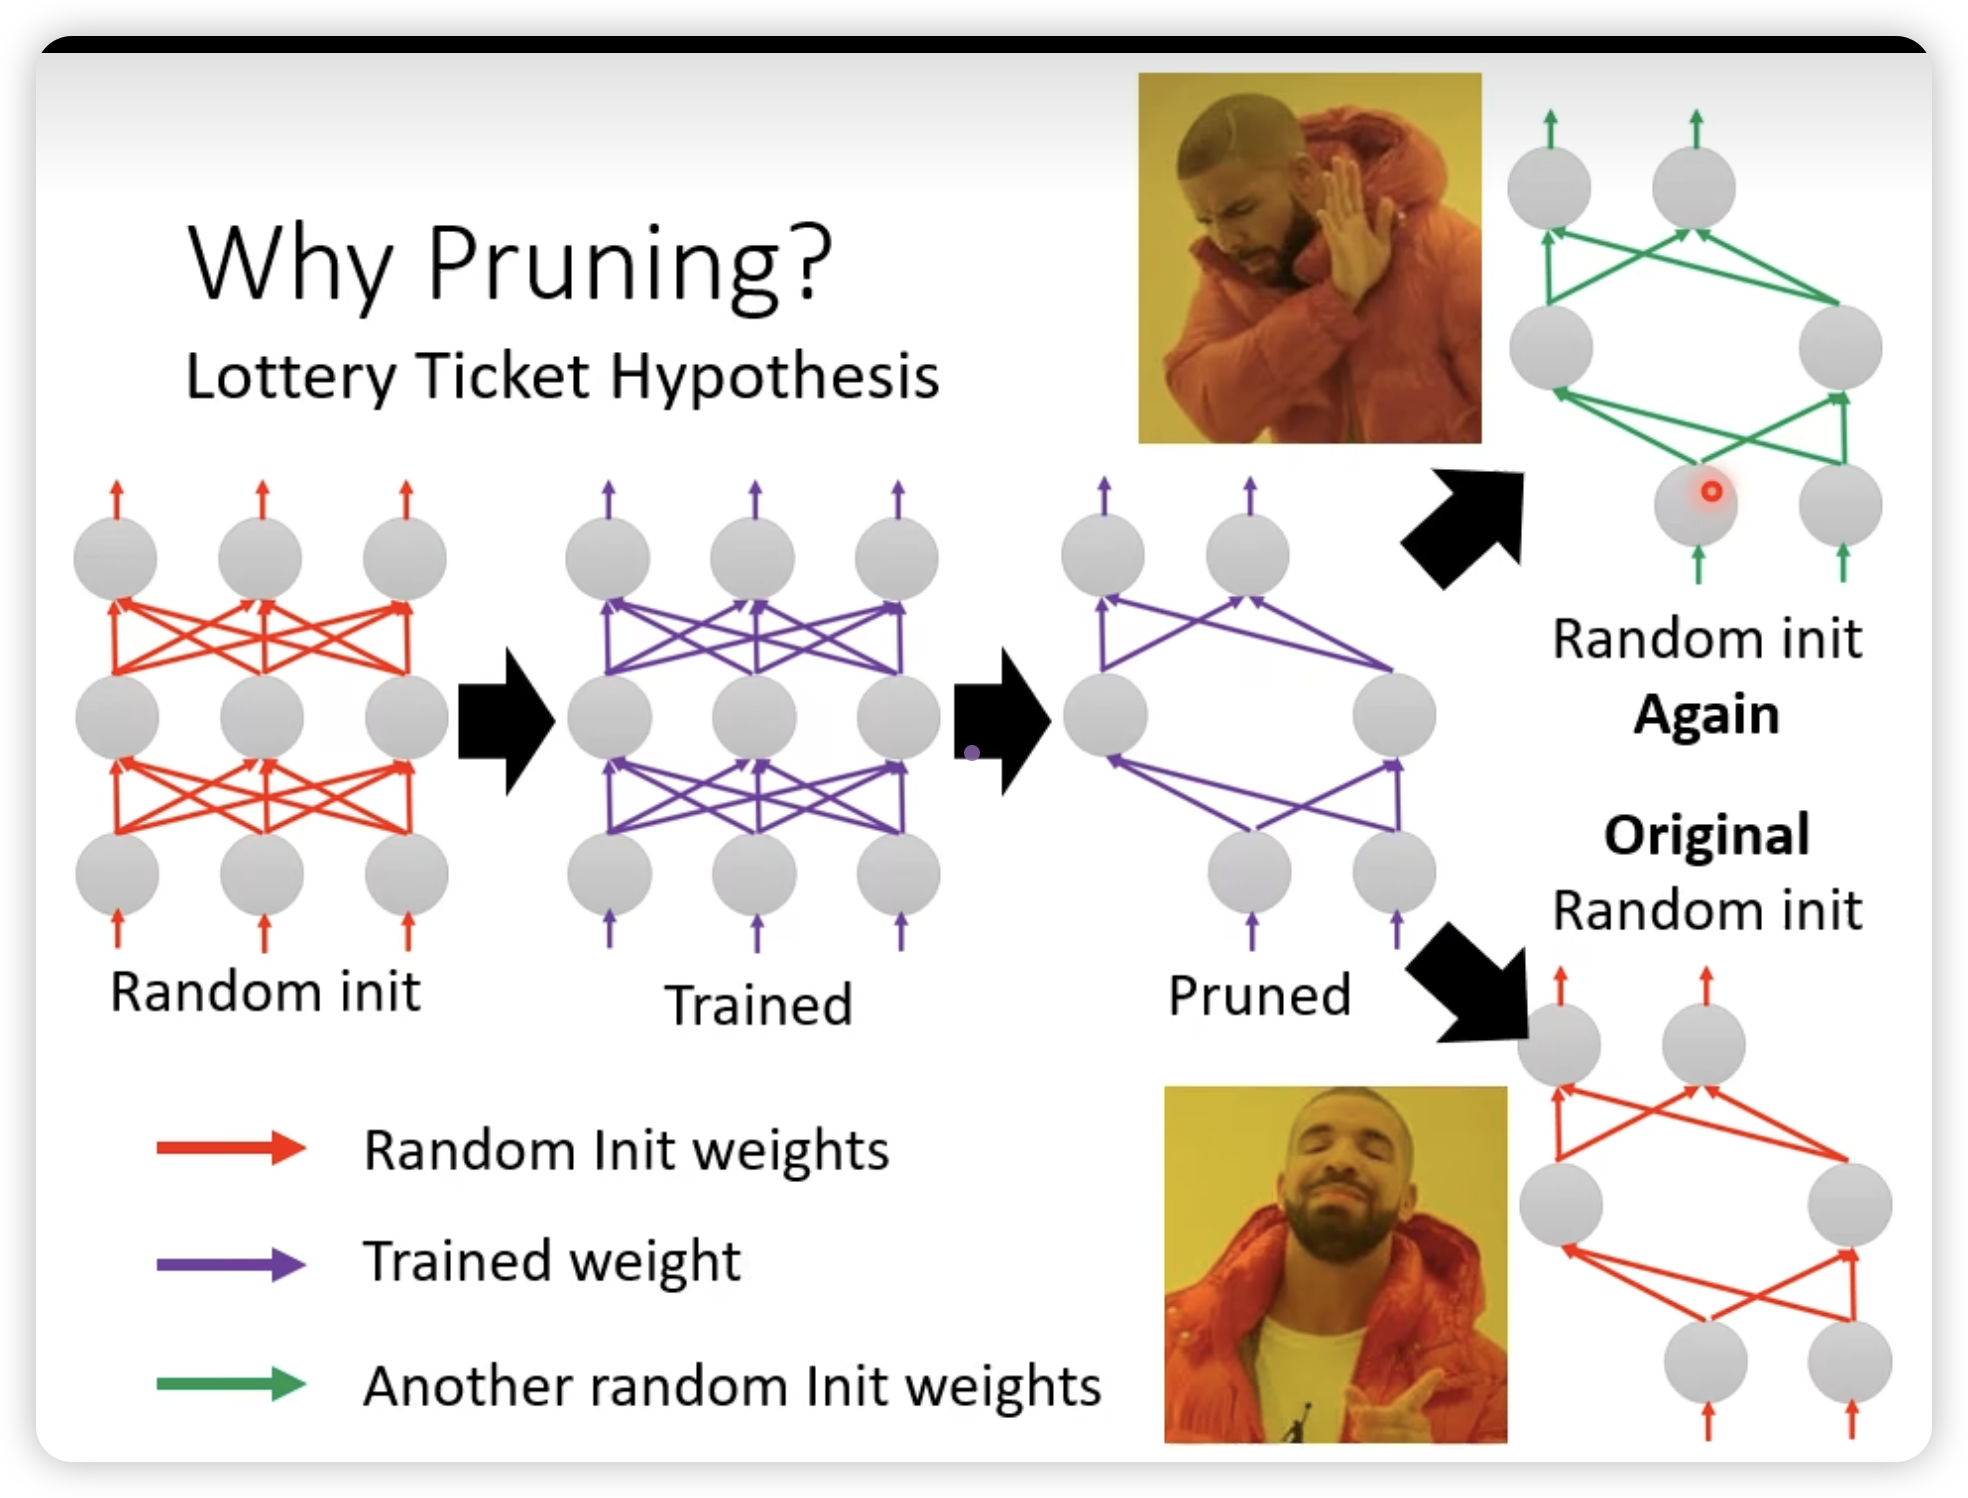 Why Pruning?
Lottery Ticket Hypothesis
Random init
Trained
Pruned
Random init
Again
Original
Random init
Random Init weights
Trained weight
Another random Init weights